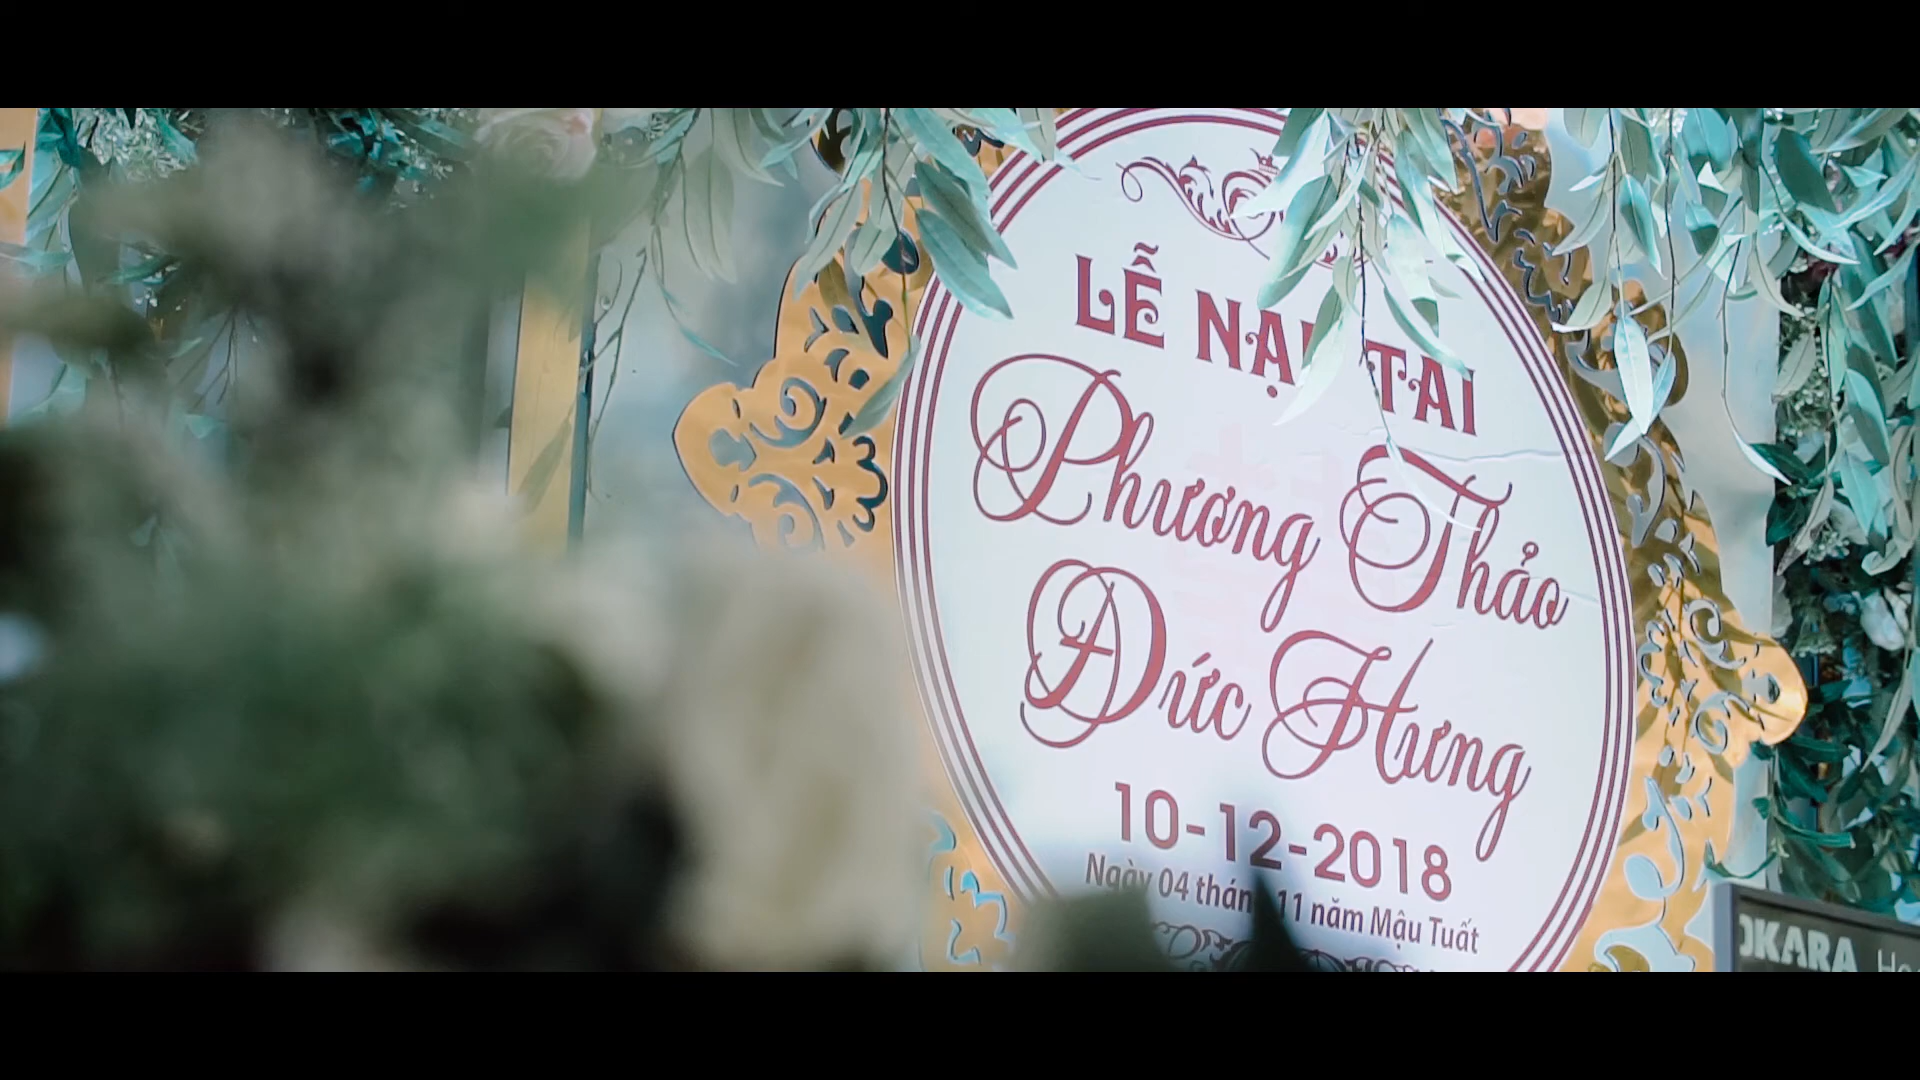 LỄ NẠP TÀI
Phương Thảo
Đức Hưng
10-12-2018
Ngày 04 tháng 11 năm Mậu Tuất
OKARA